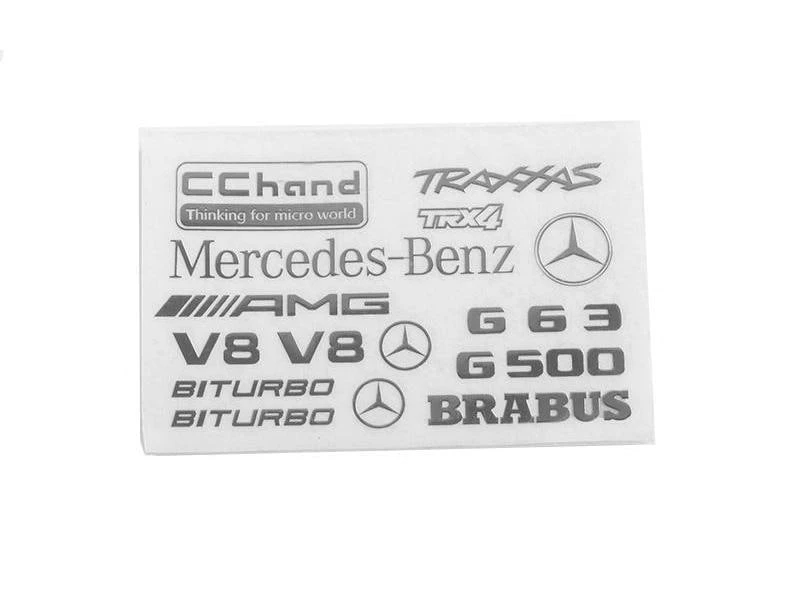 CChand
Thinking for micro world
TRAXXAS
TRX4
Mercedes-Benz
AMG
G 6 3
V8 V8
G 500
BITURBO
BITURBO
BRABUS